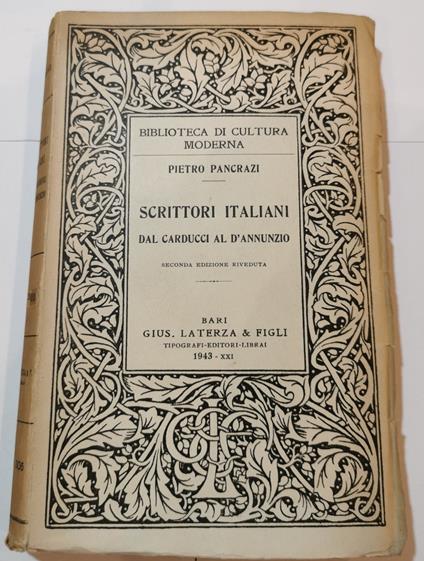 BIBLIOTECA DI CULTURA
MODERNA
PIETRO PANCRAZI
SCRITTORI ITALIANI
DAL CARDUCCI AL D'ANNUNZIO
SECONDA EDIZIONE RIVEDUTA
BARI
GIUS. LATERZA & FIGLI
TIPOGRAFI-EDITORI-LIBRAI
1943 - XXI